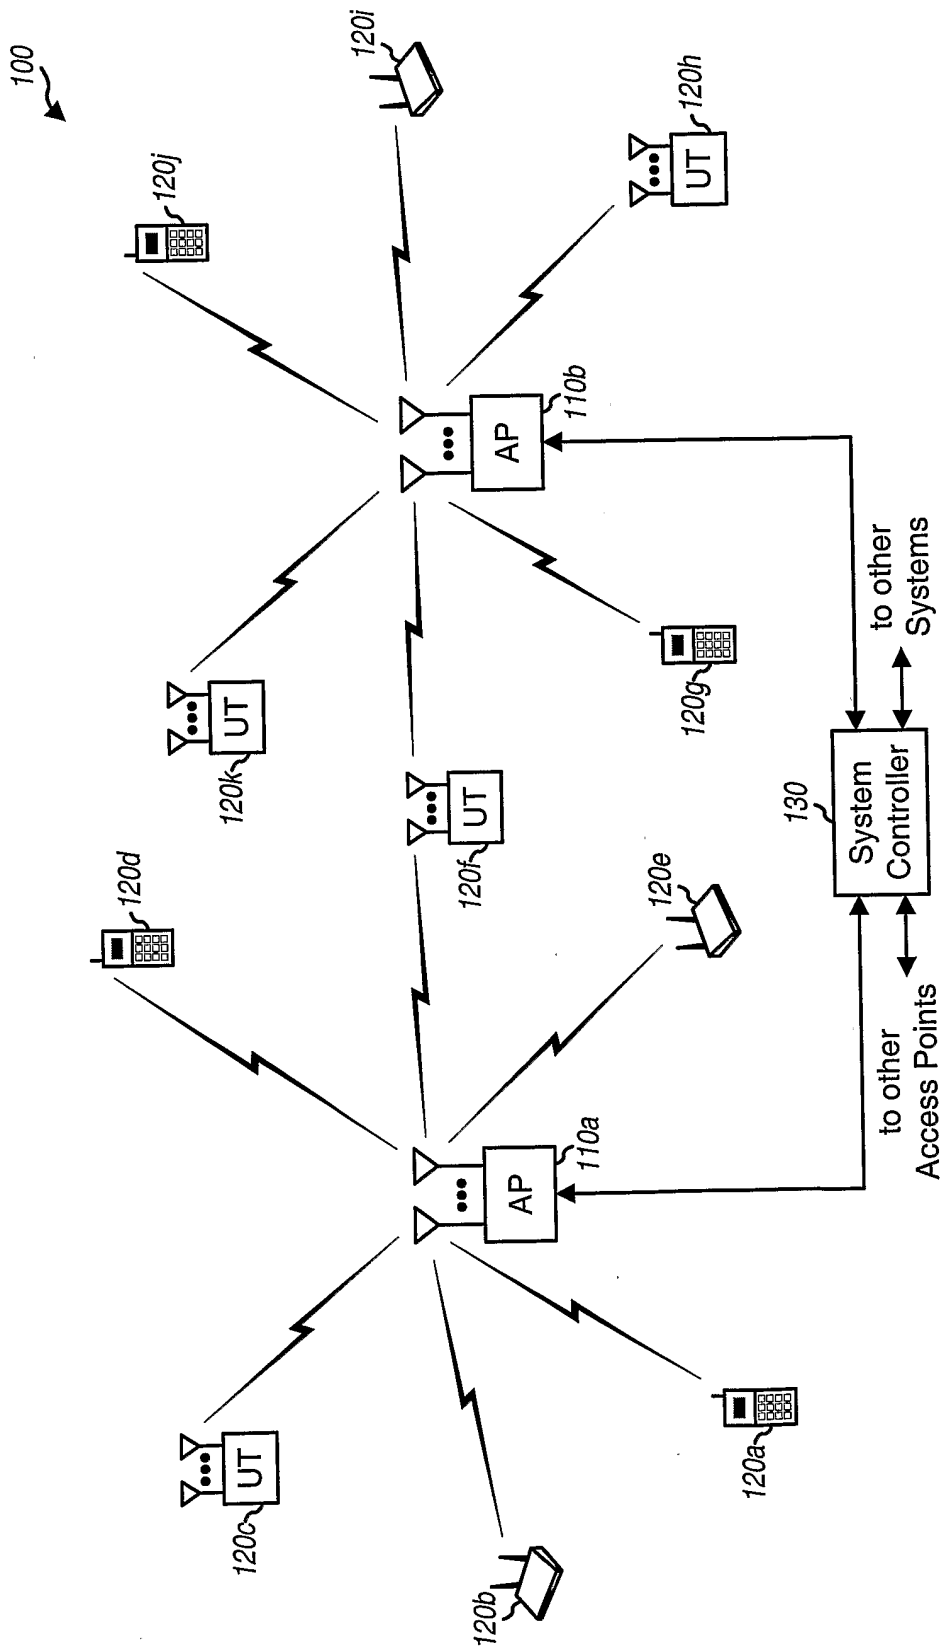 100
120j
120i
120d
120k
UT
120c
UT
120f
UT
110b
AP
120h
UT
110a
AP
120b
120e
120g
120a
130
System
Controller
to other
Access Points
to other
Systems